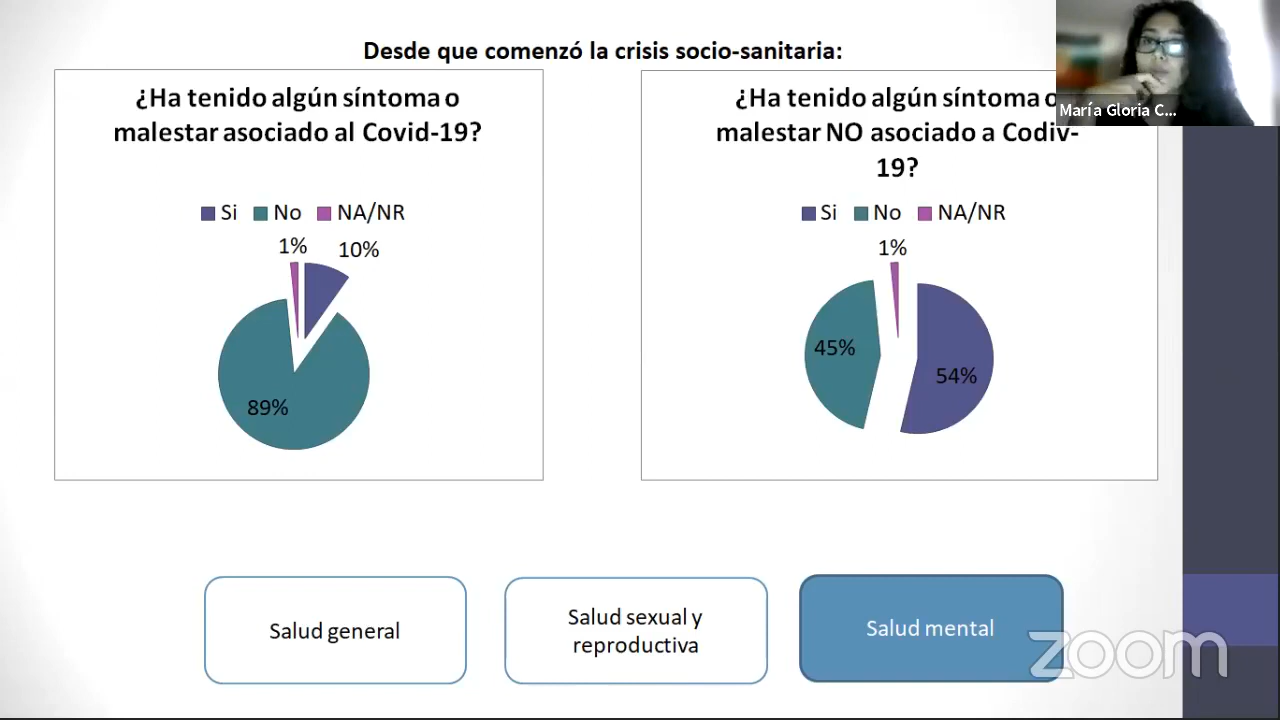 Desde que comenzó la crisis socio-sanitaria:
¿Ha tenido algún síntoma o
malestar asociado al Covid-19?
Si No NA/NR
1%
10%
89%
¿Ha tenido algún síntoma o
malestar NO asociado a Codiv-
19?
Si No NA/NR
1%
45%
54%
María Gloria C...
Salud general
Salud sexual y
reproductiva
Salud mental
zoom